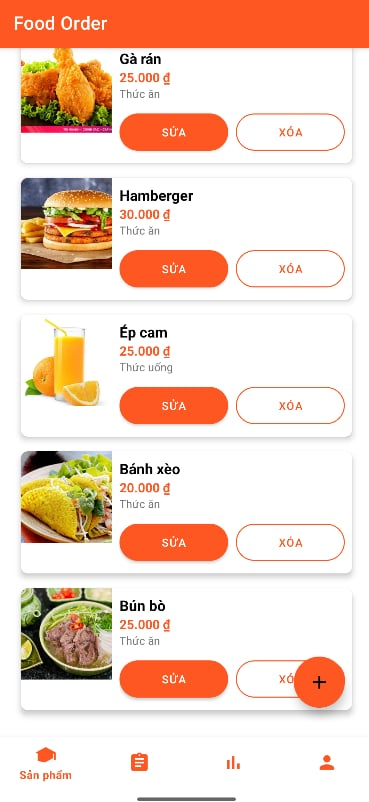 Food Order
Gà rán
25.000 ₫
Thức ăn
SỬA
XÓA
Hamberger
30.000 ₫
Thức ăn
SỬA
XÓA
Ép cam
25.000 ₫
Thức uống
SỬA
XÓA
Bánh xèo
20.000 ₫
Thức ăn
SỬA
XÓA
Bún bò
25.000 ₫
Thức ăn
SỬA
Sản phẩm